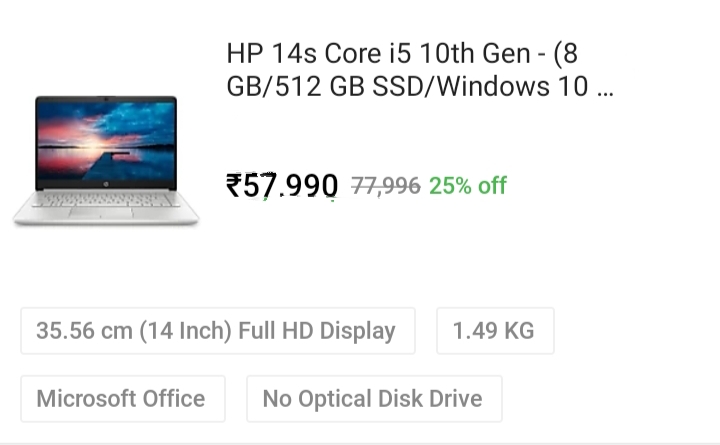 HP 14s Core i5 10th Gen - (8
GB/512 GB SSD/Windows 10 ...
₹57.990 77,996 25% off
35.56 cm (14 Inch) Full HD Display 1.49 KG
Microsoft Office No Optical Disk Drive